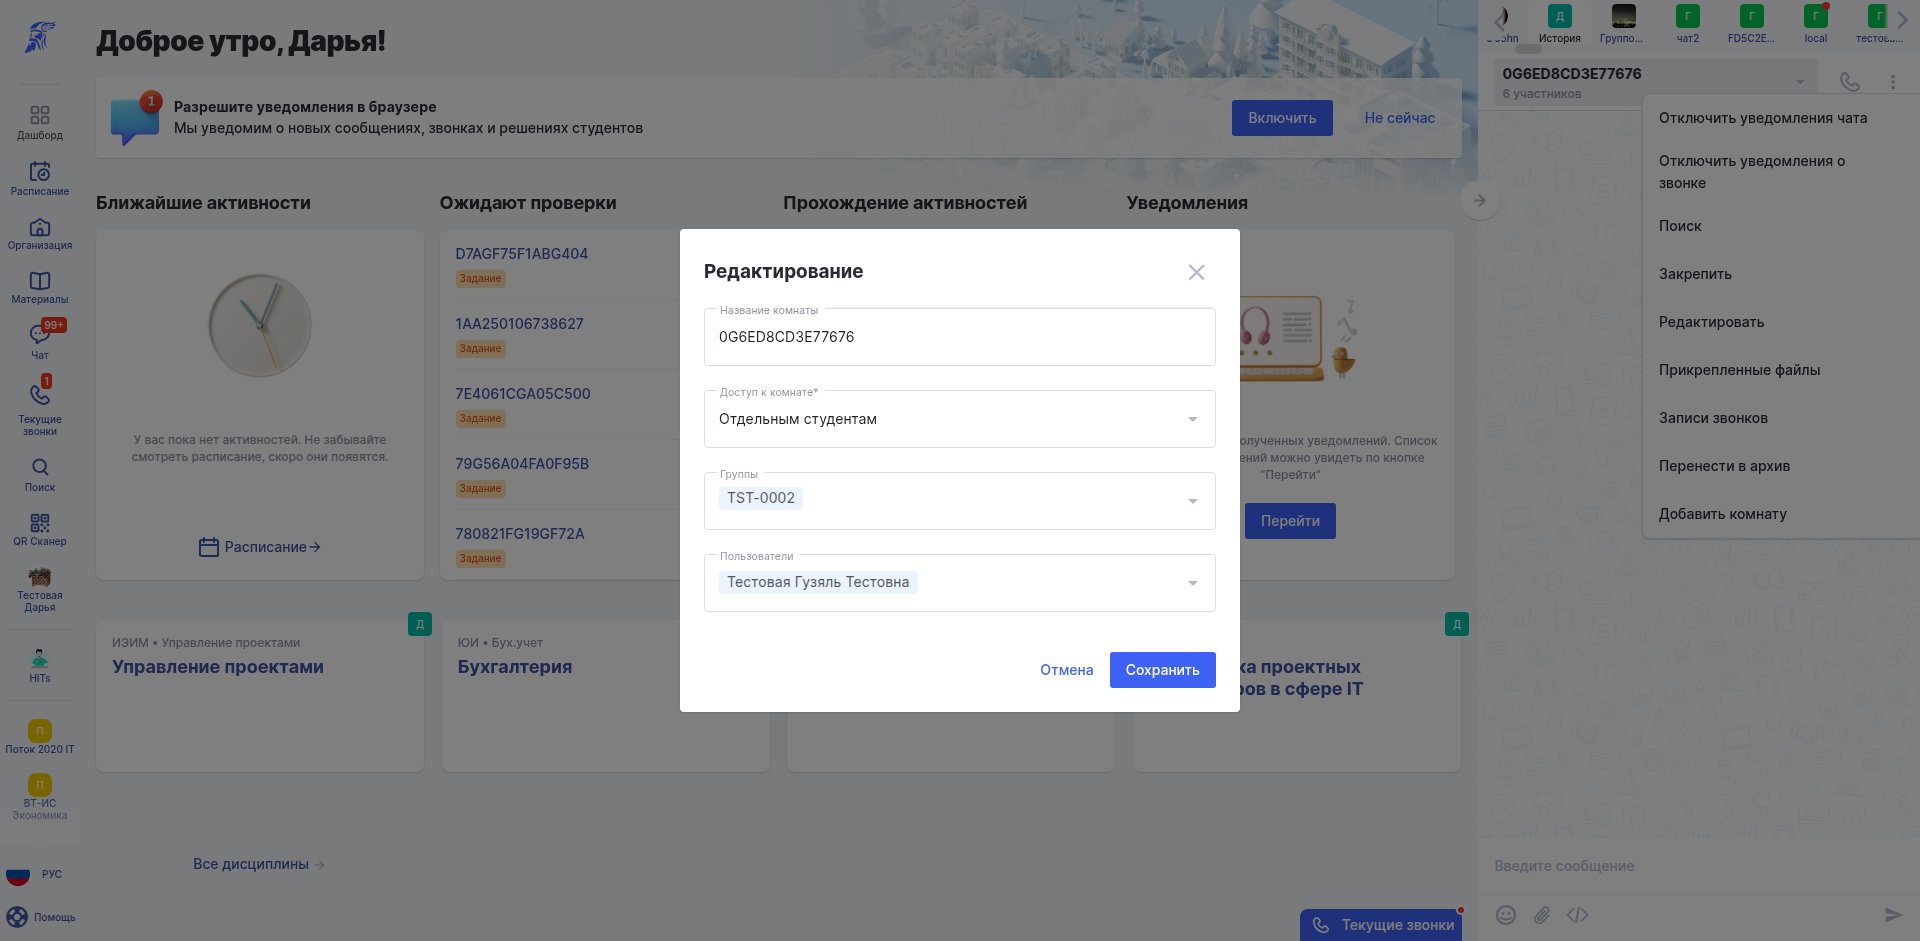 Дашборд
Расписание
Организация
Материалы
99+
Чат
1
Текущие
звонки
Поиск
QR Сканер
Тестовая
Дарья
HITs
П
Поток 2020 IT
П
ВТ-ИС
Экономика
РУС
Помощь
Доброе утро, Дарья!
1
Разрешите уведомления в браузере
Мы уведомим о новых сообщениях, звонках и решениях студентов
Включить
Не сейчас
Ближайшие активности
У вас пока нет активностей. Не забывайте
смотреть расписание, скоро они появятся.
Расписание
Ожидают проверки
D7AGF75F1ABG404
Задание
1AA250106738627
Задание
7E4061CGA05C500
Задание
79G56A04FA0F95B
Задание
780821FG19GF72A
Задание
Прохождение активностей
Уведомления
уведомлений. Список
можно увидеть по кнопке
“Перейти”
Перейти
Д
ИЭИМ • Управление проектами
Управление проектами
ЮИ • Бух.учет
Бухгалтерия
Д
проектных
в сфере IT
Все дисциплины
Текущие звонки
Редактирование
Название комнаты
0G6ED8CD3E77676
Доступ к комнате*
Отдельным студентам
Группы
TST-0002
Пользователи
Тестовая Гузяль Тестовна
Отмена
Сохранить
Д
История
Группо...
Г
чат2
Г
FD5C2E...
Г
local
Г
тестова...
0G6ED8CD3E77676
6 участников
Отключить уведомления чата
Отключить уведомления о
звонке
Поиск
Закрепить
Редактировать
Прикрепленные файлы
Записи звонков
Перенести в архив
Добавить комнату
Введите сообщение